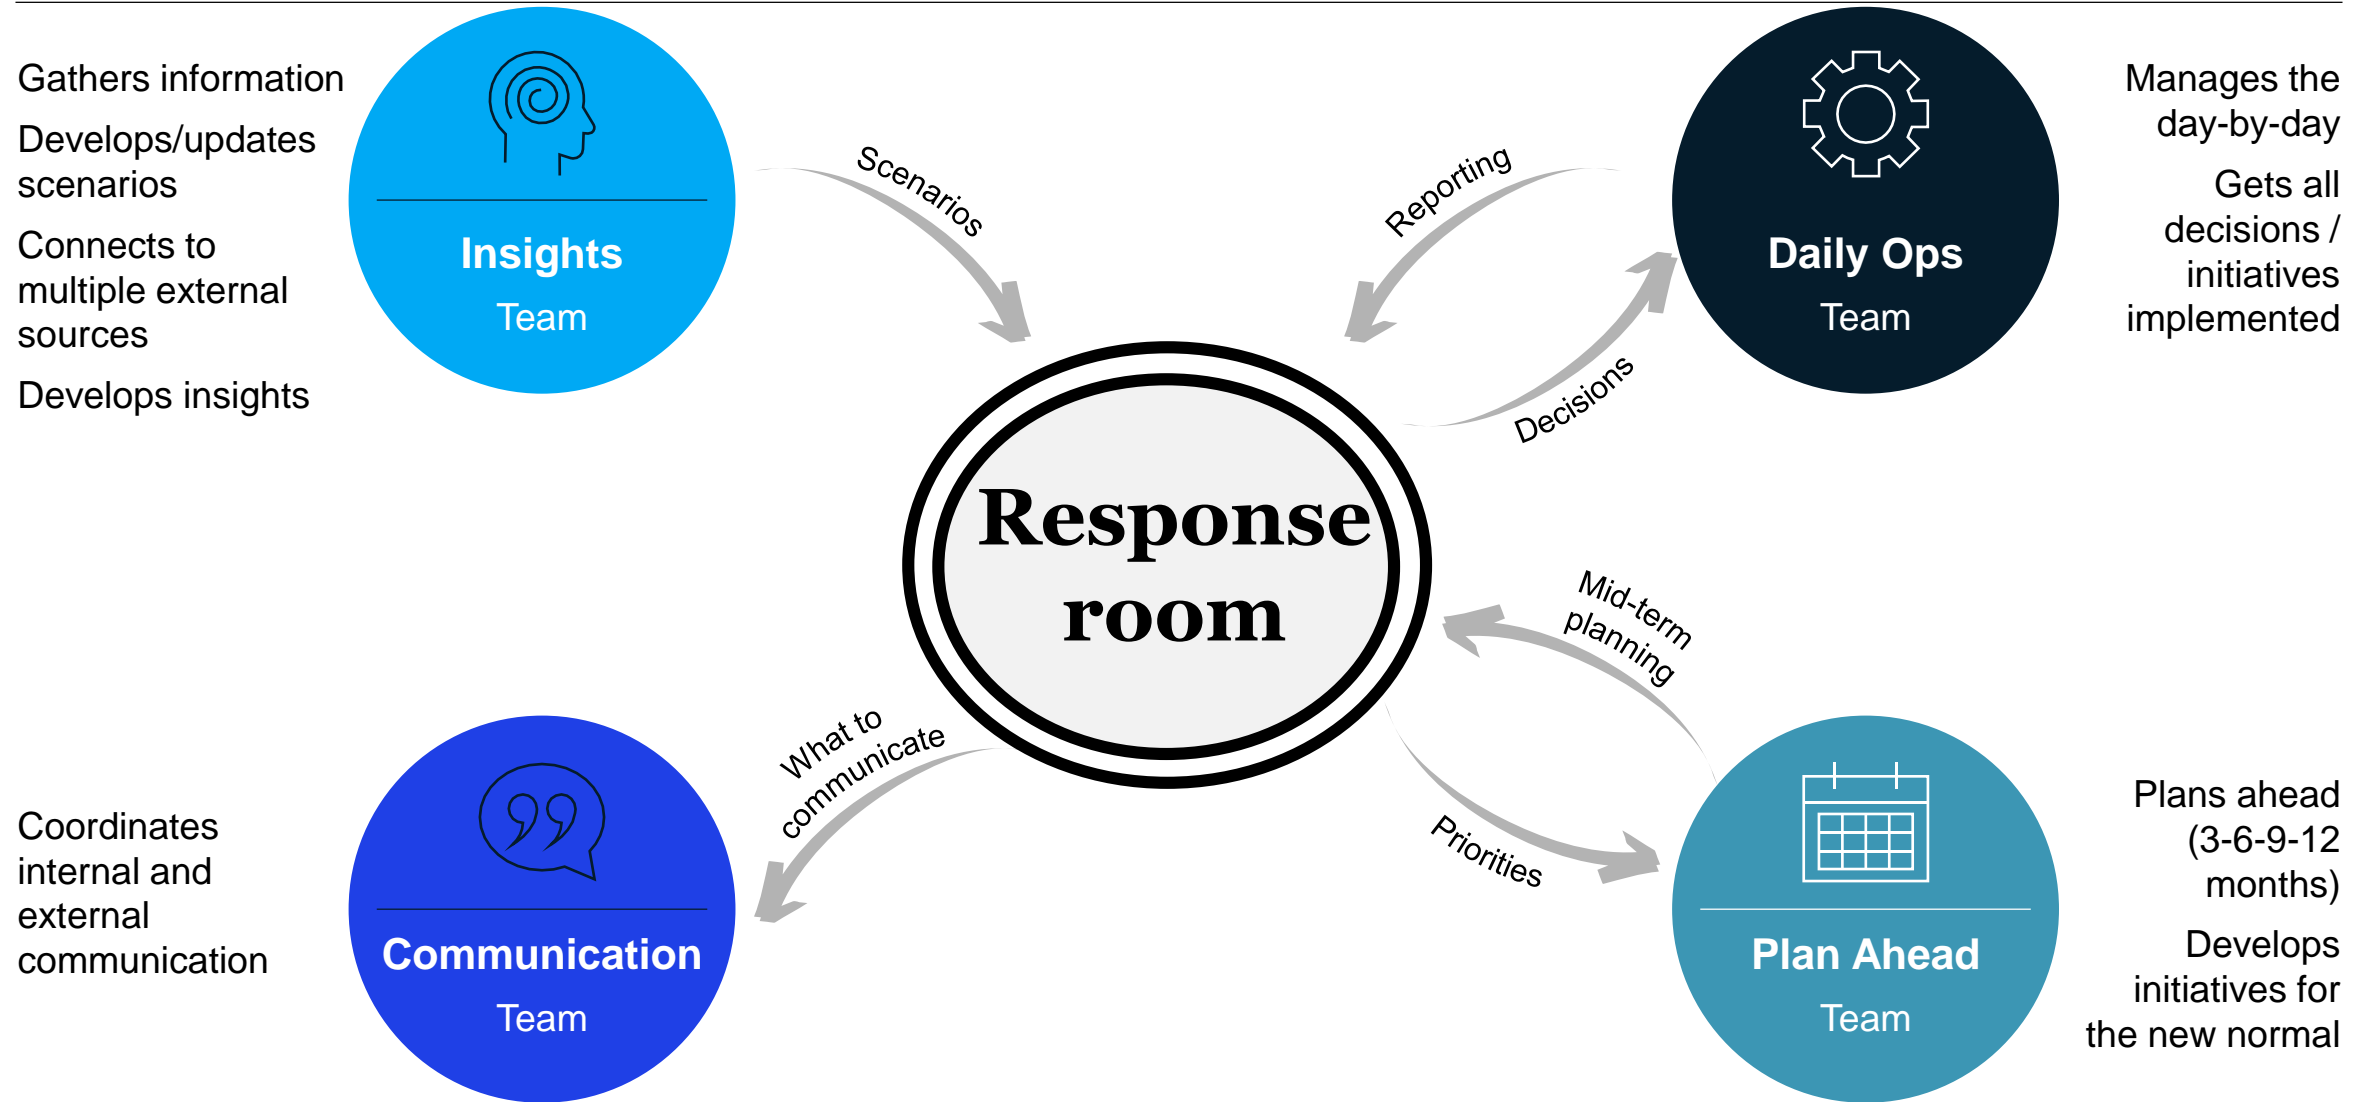 Gathers information
Develops/updates
scenarios
Connects to
multiple external
sources
Develops insights
Insights
Team
Scenarios
Reporting
Decisions
Daily Ops
Team
Manages the
day-by-day
Gets all
decisions /
initiatives
implemented
Response
room
Coordinates
internal and
external
communication
Communication
Team
What to
communicate
Mid-term
planning
Priorities
Plan Ahead
Team
Plans ahead
(3-6-9-12
months)
Develops
initiatives for
the new normal